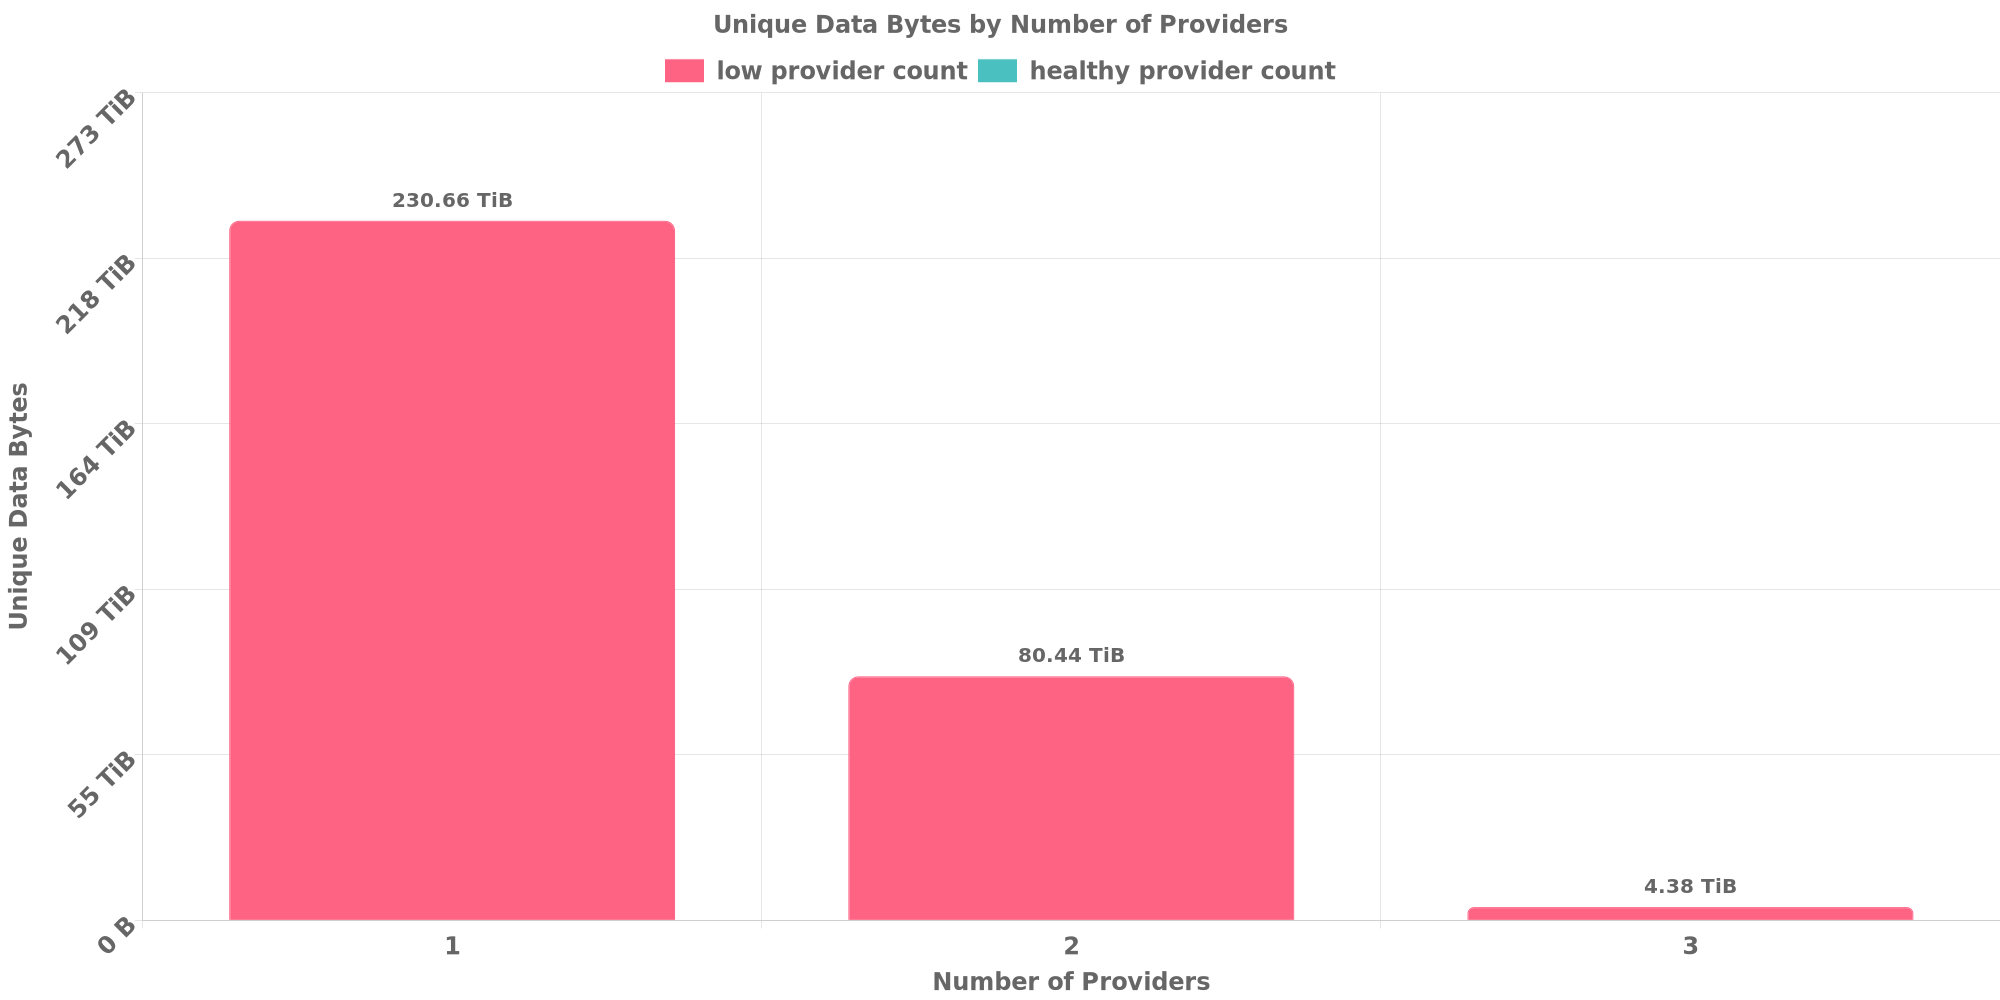 Unique Data Bytes by Number of Providers
low provider count healthy provider count
273 TiB
218 TiB
164 TiB
109 TiB
55 TiB
0 B
Unique Data Bytes
230.66 TiB
80.44 TiB
4.38 TiB
1 2 3
Number of Providers